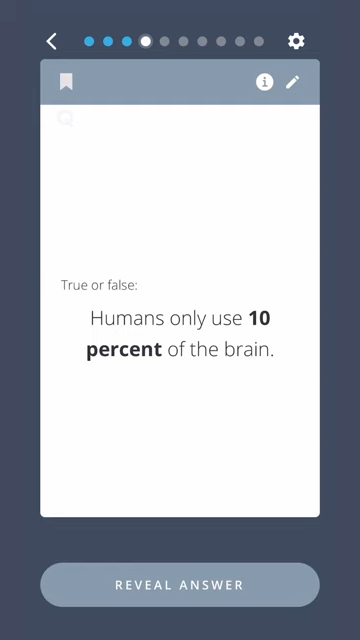 Q
True or false:
Humans only use 10
percent of the brain.
REVEAL ANSWER